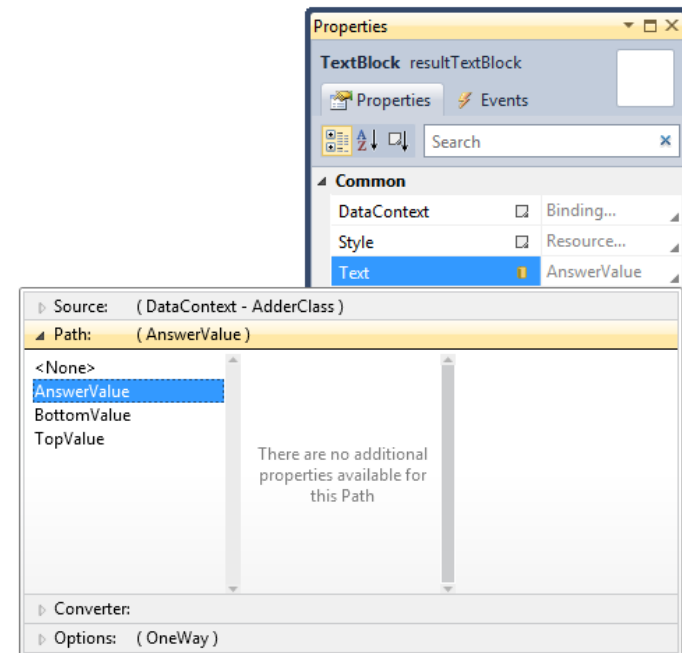 Properties
TextBlock resultTextBlock
Properties Events
A Z Search
Common
DataContext Binding...
Style Resource...
Text AnswerValue
Source: ( DataContext - AdderClass )
Path: ( AnswerValue )
<None>
AnswerValue
BottomValue
TopValue
There are no additional
properties available for
this Path
Converter:
Options: ( OneWay )